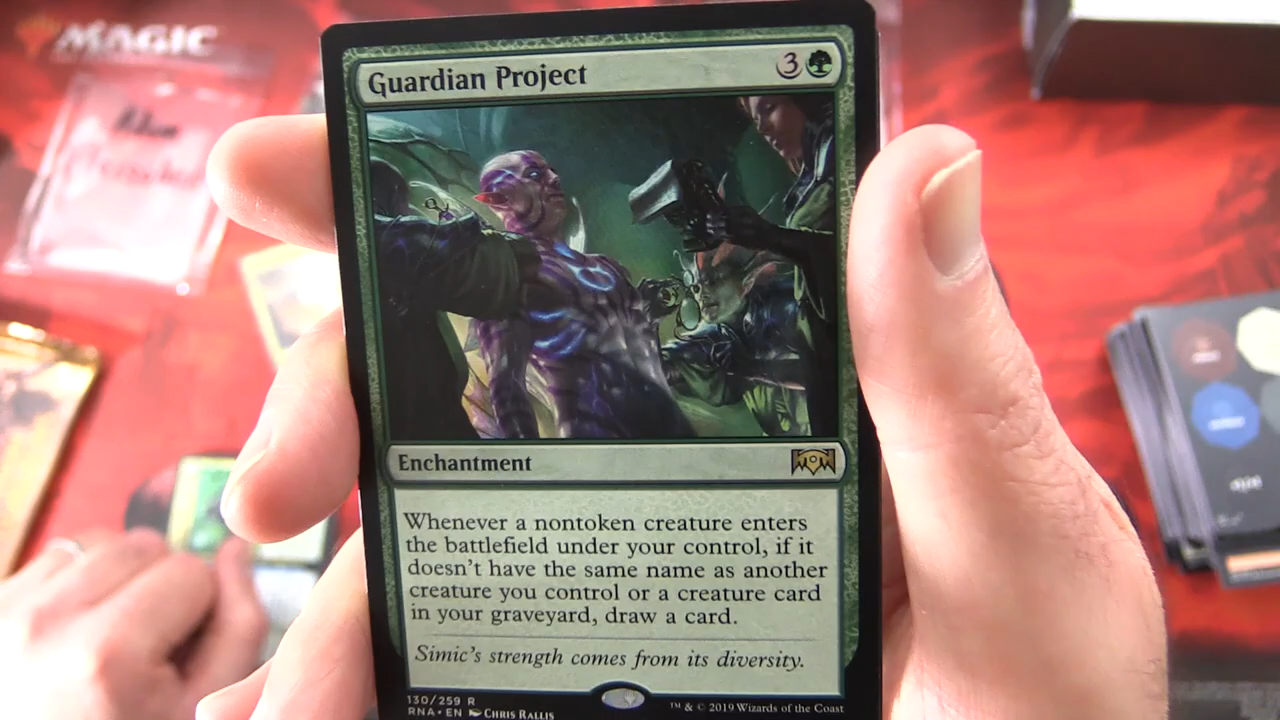 MAGIC
Guardian Project
3
Enchantment
Whenever a nontoken creature enters
the battlefield under your control, if it
doesn't have the same name as another
creature you control or a creature card
in your graveyard, draw a card.
Simic's strength comes from its diversity.
130/259 R
RNA • EN Chris Rallis
™ & © 2019 Wizards of the Coast